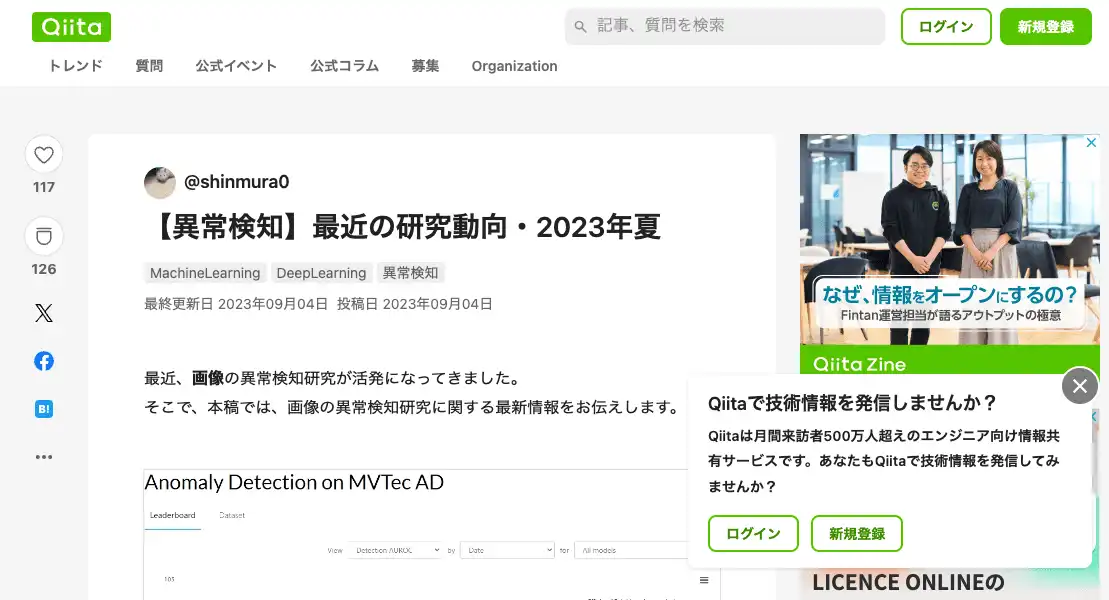 Qiita
記事、質問を検索
ログイン
新規登録
トレンド 質問 公式イベント 公式コラム 募集 Organization
117
126
B!
@shinmura0
【異常検知】最近の研究動向・2023年夏
MachineLearning DeepLearning 異常検知
最終更新日 2023年09月04日 投稿日 2023年09月04日
最近、画像の異常検知研究が活発になってきました。
そこで、本稿では、画像の異常検知研究に関する最新情報をお伝えします。
Anomaly Detection on MVTec AD
Leaderboard Dataset
View Detection AUROC by Date for All models
105
なぜ、情報をオープンにするの？
Fintan運営担当が語るアウトプットの極意
Qiita Zine
Qiitaで技術情報を発信しませんか？
Qiitaは月間来訪者500万人超えのエンジニア向け情報共
有サービスです。あなたもQiitaで技術情報を発信してみ
ませんか？
ログイン 新規登録
LICENCE ONLINEの